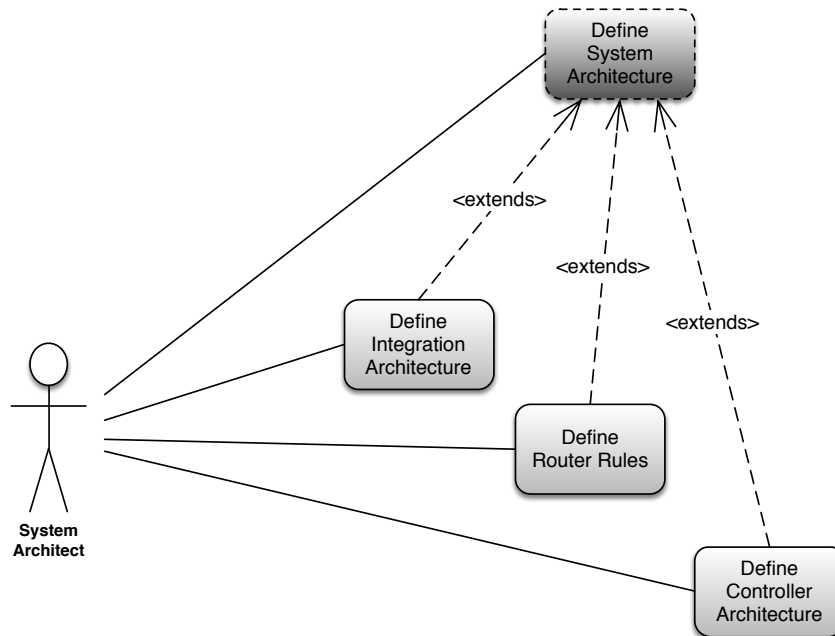 Define
System
Architecture
<extends>
<extends>
<extends>
Define
Integration
Architecture
Define
Router Rules
System
Architect
Define
Controller
Architecture